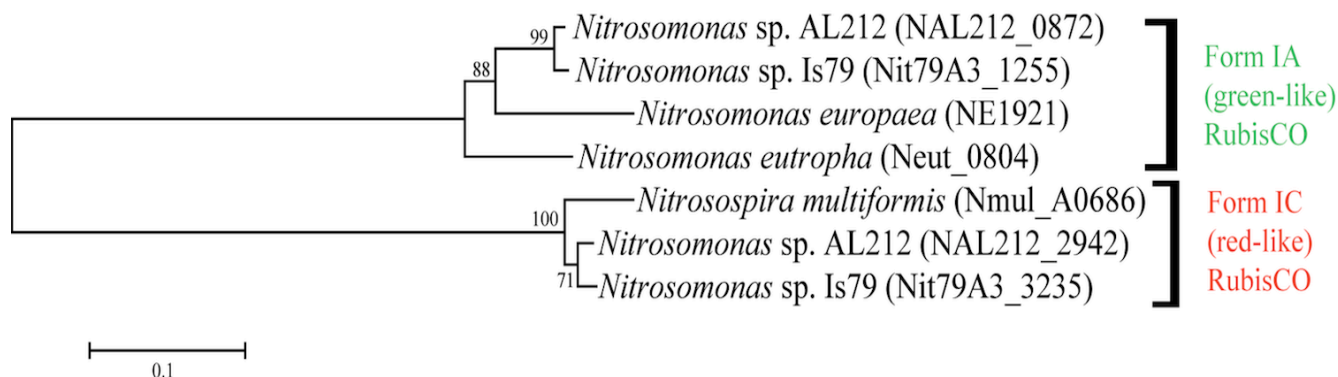 99
Nitrosomonas sp. AL212 (NAL212_0872)
88
Nitrosomonas sp. Is79 (Nit79A3_1255)
Nitrosomonas europaea (NE1921)
Nitrosomonas eutropha (Neut_0804)
Form IA
(green-like)
RubisCO
100
Nitrosospira multiformis (Nmul_A0686)
Nitrosomonas sp. AL212 (NAL212_2942)
71
Nitrosomonas sp. Is79 (Nit79A3_3235)
Form IC
(red-like)
RubisCO
0.1